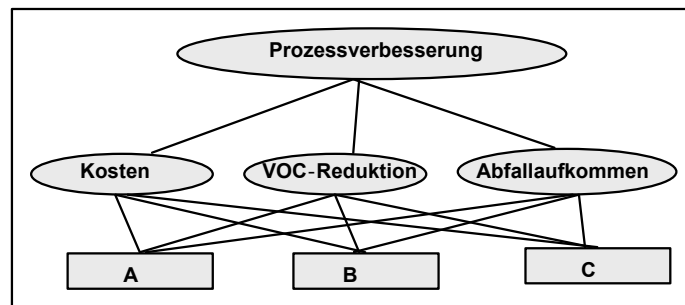 Prozessverbesserung
Kosten
VOC-Reduktion
Abfallaufkommen
A
B
C